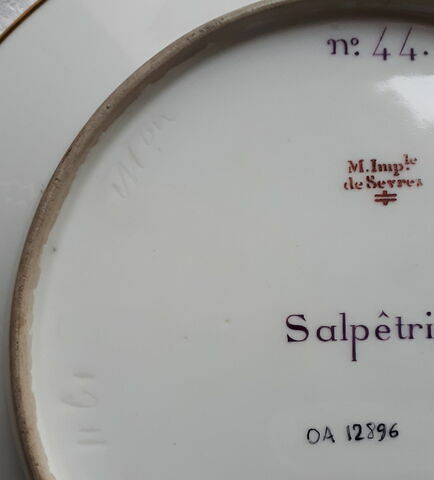 nº 44.
M. Imple
de Sevres
Salpêtri
OA 12896